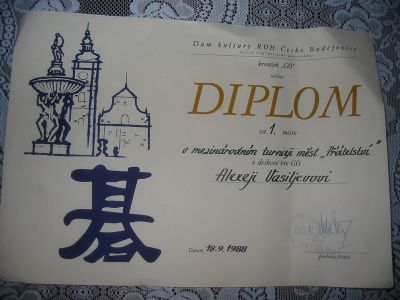 Dům kultury ROH České Budějovice
kroužek „GO"
uděluje
DIPLOM
za 1. místo
v mezinárodním turnaji měst „Přátelství"
v deskové hře GO
Alexeji Vasiljevovi
碁
Datum: 18.9.1988